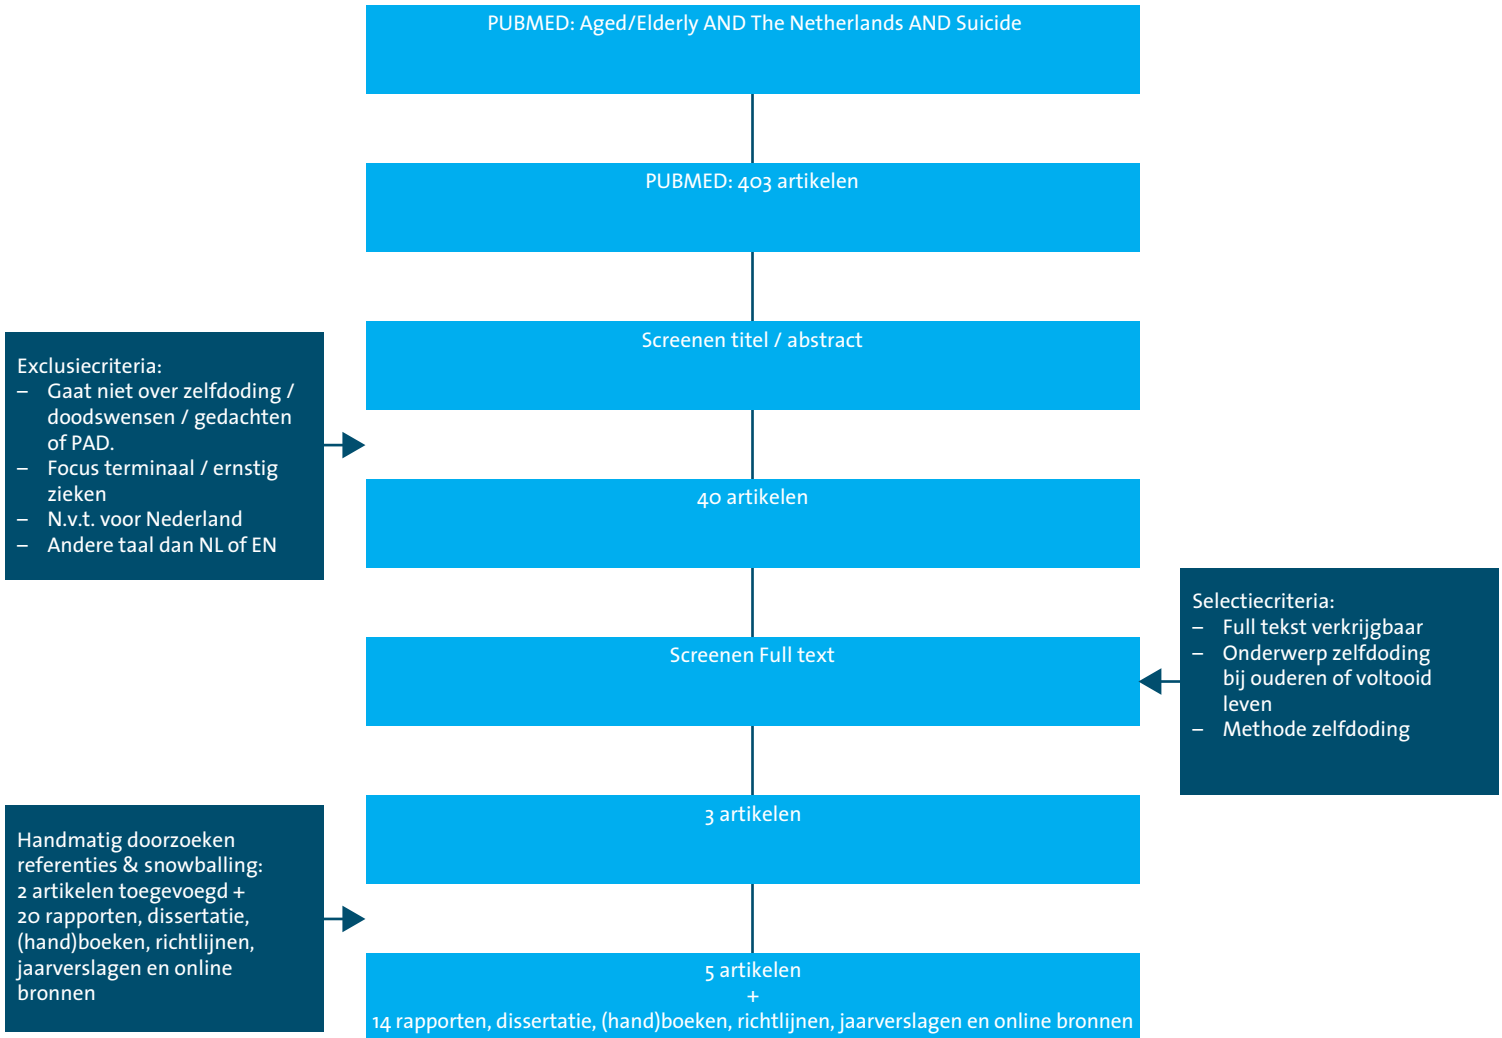 PUBMED: Aged/Elderly AND The Netherlands AND Suicide
PUBMED: 403 artikelen
Screenen titel / abstract
Exclusiecriteria:
– Gaat niet over zelfdoding /
doodswensen / gedachten
of PAD.
– Focus terminaal / ernstig
zieken
– N.v.t. voor Nederland
– Andere taal dan NL of EN
40 artikelen
Screenen Full text
Selectiecriteria:
– Full tekst verkrijgbaar
– Onderwerp zelfdoding
bij ouderen of voltooid
leven
– Methode zelfdoding
3 artikelen
Handmatig doorzoeken
referenties & snowballing:
2 artikelen toegevoegd +
20 rapporten, dissertatie,
(hand)boeken, richtlijnen,
jaarverslagen en online
bronnen
5 artikelen
+
14 rapporten, dissertatie, (hand)boeken, richtlijnen, jaarverslagen en online bronnen